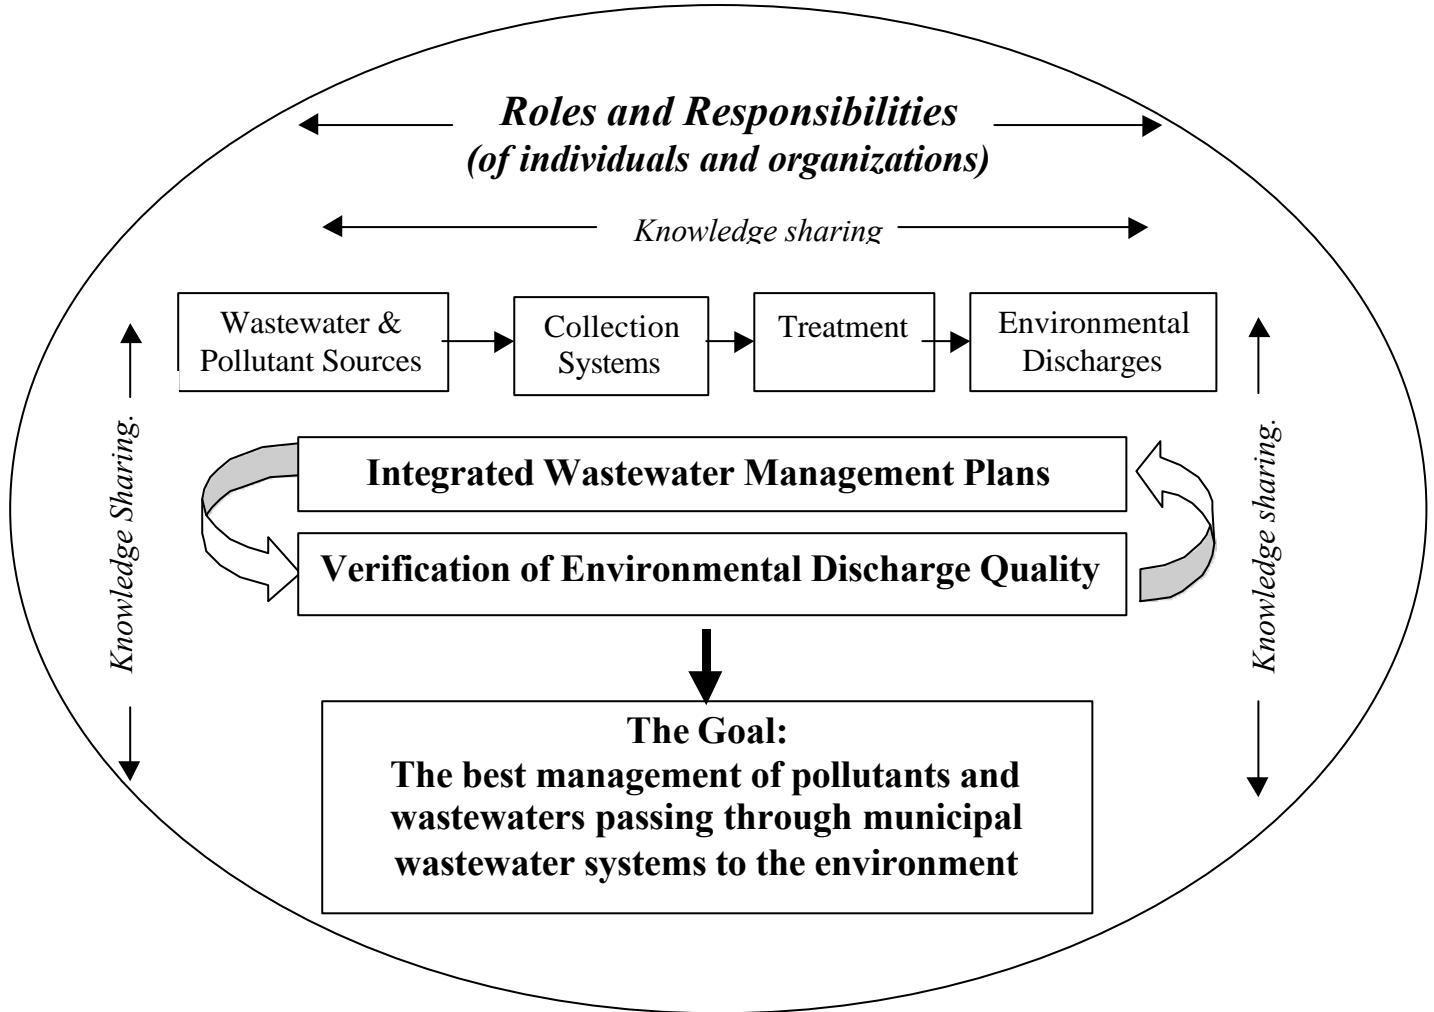 Roles and Responsibilities
(of individuals and organizations)
Knowledge sharing
Wastewater &
Pollutant Sources
Collection
Systems
Treatment
Environmental
Discharges
Knowledge Sharing.
Knowledge sharing.
Integrated Wastewater Management Plans
Verification of Environmental Discharge Quality
The Goal:
The best management of pollutants and
wastewaters passing through municipal
wastewater systems to the environment